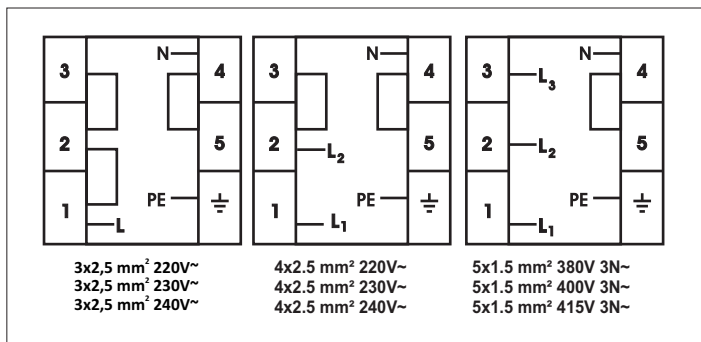 3 N 4
2 5
1 PE ⏚
L
3 N 4
2 L₂ 5
1 PE ⏚
L₁
3 L₃ N 4
2 L₂ 5
1 PE ⏚
L₁
3x2,5 mm² 220V~
3x2,5 mm² 230V~
3x2,5 mm² 240V~
4x2.5 mm² 220V~
4x2.5 mm² 230V~
4x2.5 mm² 240V~
5x1.5 mm² 380V 3N~
5x1.5 mm² 400V 3N~
5x1.5 mm² 415V 3N~